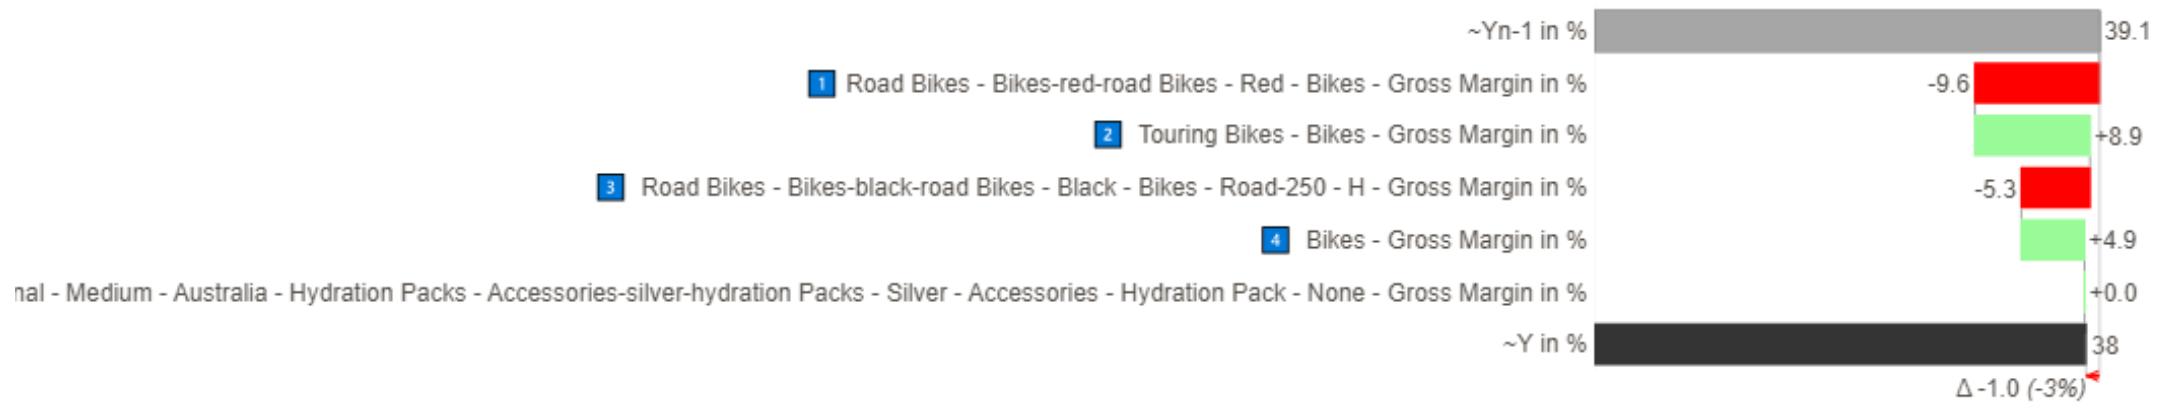 ~Yn-1 in % 39.1
1 Road Bikes - Bikes-red-road Bikes - Red - Bikes - Gross Margin in % -9.6
2 Touring Bikes - Bikes - Gross Margin in % +8.9
3 Road Bikes - Bikes-black-road Bikes - Black - Bikes - Road-250 - H - Gross Margin in % -5.3
4 Bikes - Gross Margin in % +4.9
nal - Medium - Australia - Hydration Packs - Accessories-silver-hydration Packs - Silver - Accessories - Hydration Pack - None - Gross Margin in % +0.0
~Y in % 38
Δ -1.0 (-3%)